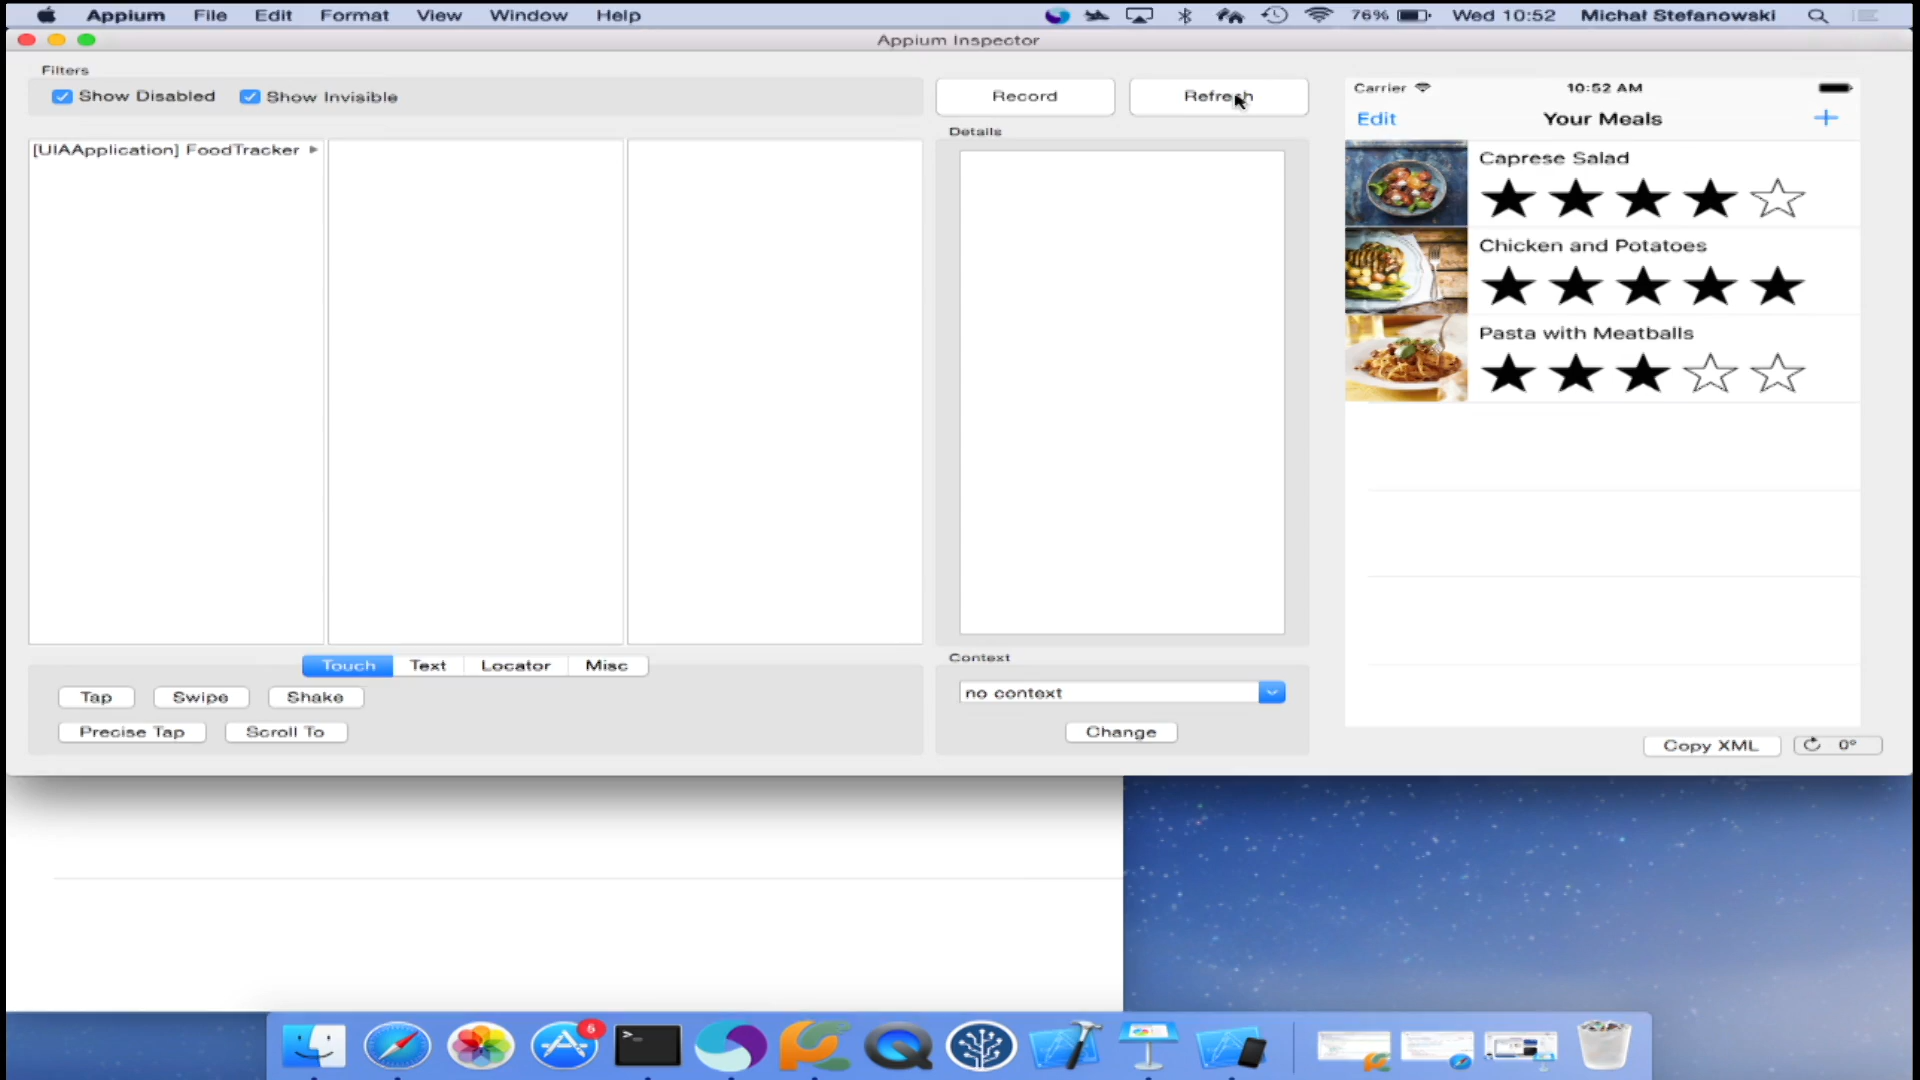 Appium File Edit Format View Window Help 76% Wed 10:52 Michał Stefanowski
Appium Inspector
Filters
Show Disabled Show Invisible
Record Refresh
[UIAApplication] FoodTracker
Details
Carrier 10:52 AM
Edit Your Meals +
Caprese Salad
Chicken and Potatoes
Pasta with Meatballs
Touch Text Locator Misc
Tap Swipe Shake
Precise Tap Scroll To
Context
no context
Change
Copy XML 0°
6